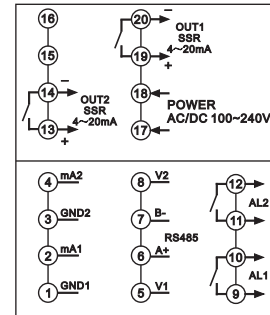 16
20 −
OUT1
SSR
4~20mA
15
19 +
14 −
OUT2
SSR
4~20mA
13 +
18
POWER
AC/DC 100~240V
17
4 mA2
8 V2
12
AL2
3 GND2
7 B-
11
RS485
2 mA1
6 A+
10
AL1
1 GND1
5 V1
9